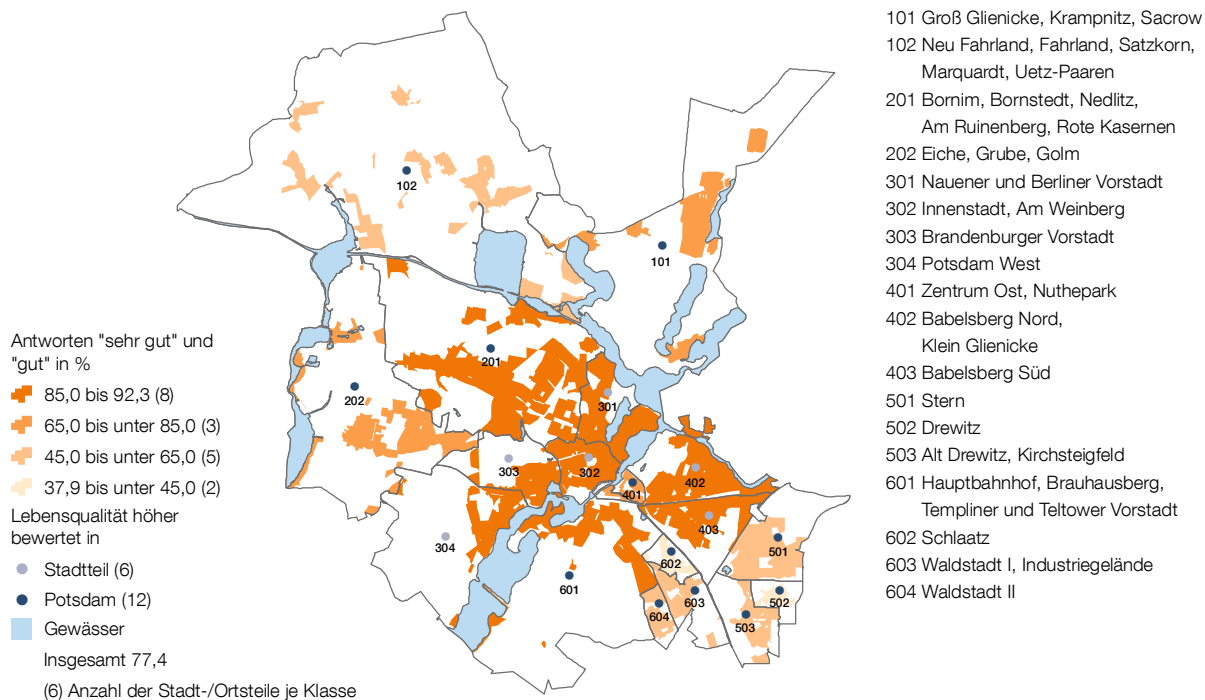 101 Groß Glienicke, Krampnitz, Sacrow
102 Neu Fahrland, Fahrland, Satzkorn,
Marquardt, Uetz-Paaren
201 Bornim, Bornstedt, Nedlitz,
Am Ruinenberg, Rote Kasernen
202 Eiche, Grube, Golm
301 Nauener und Berliner Vorstadt
302 Innenstadt, Am Weinberg
303 Brandenburger Vorstadt
304 Potsdam West
401 Zentrum Ost, Nuthepark
402 Babelsberg Nord,
Klein Glienicke
403 Babelsberg Süd
501 Stern
502 Drewitz
503 Alt Drewitz, Kirchsteigfeld
601 Hauptbahnhof, Brauhausberg,
Templiner und Teltower Vorstadt
602 Schlaatz
603 Waldstadt I, Industriegelände
604 Waldstadt II
102
101
201
202
301
303
302
401
402
403
304
501
602
601
502
603
604
503
Antworten "sehr gut" und
"gut" in %
85,0 bis 92,3 (8)
65,0 bis unter 85,0 (3)
45,0 bis unter 65,0 (5)
37,9 bis unter 45,0 (2)
Lebensqualität höher
bewertet in
Stadtteil (6)
Potsdam (12)
Gewässer
Insgesamt 77,4
(6) Anzahl der Stadt-/Ortsteile je Klasse